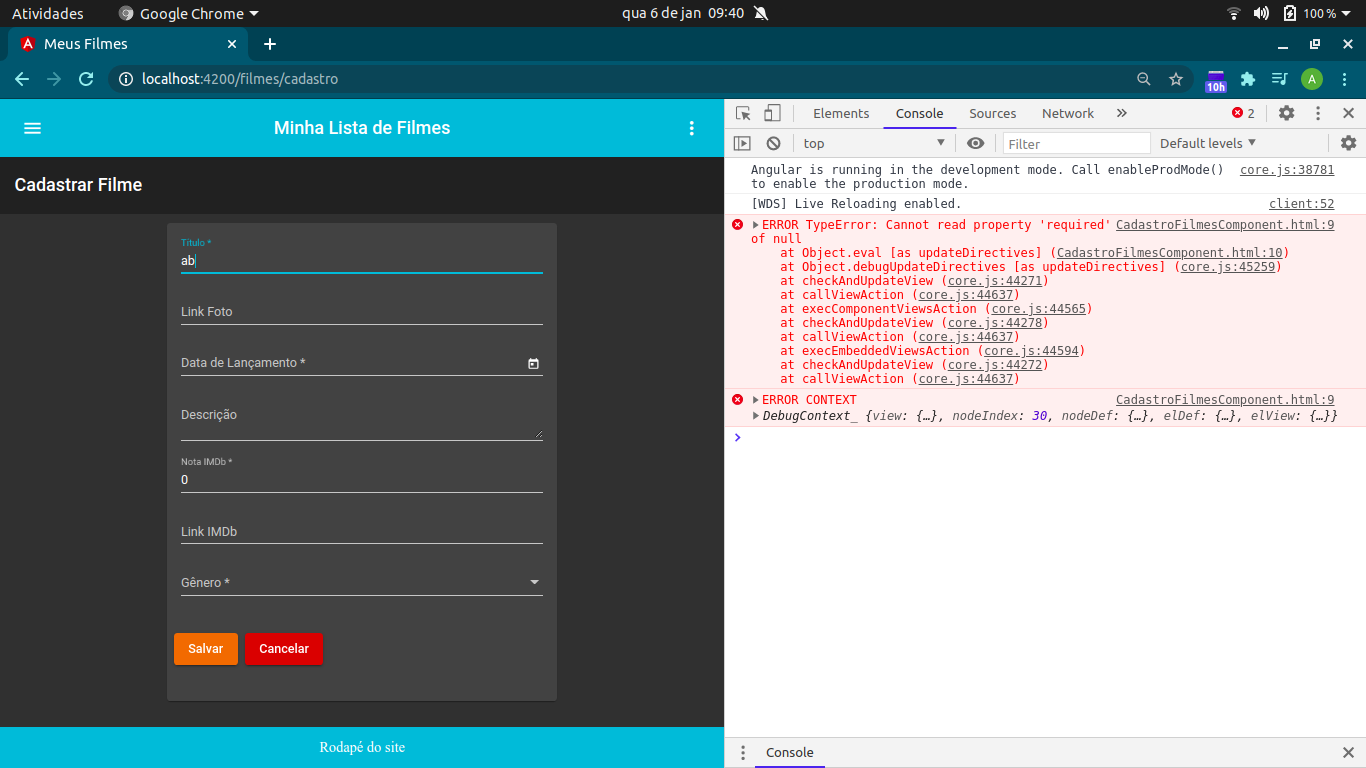 Atividades
Google Chrome
qua 6 de jan 09:40
100 %
Meus Filmes
localhost:4200/filmes/cadastro
10h
A
Minha Lista de Filmes
Cadastrar Filme
Título *
ab
Link Foto
Data de Lançamento *
Descrição
Nota IMDb *
0
Link IMDb
Gênero *
Salvar
Cancelar
Rodapé do site
Elements
Console
Sources
Network
2
top
Filter
Default levels
Angular is running in the development mode. Call enableProdMode() core.js:38781
to enable the production mode.
[WDS] Live Reloading enabled. client:52
ERROR TypeError: Cannot read property 'required' CadastroFilmesComponent.html:9
of null
at Object.eval [as updateDirectives] (CadastroFilmesComponent.html:10)
at Object.debugUpdateDirectives [as updateDirectives] (core.js:45259)
at checkAndUpdateView (core.js:44271)
at callViewAction (core.js:44637)
at execComponentViewsAction (core.js:44565)
at checkAndUpdateView (core.js:44278)
at callViewAction (core.js:44637)
at execEmbeddedViewsAction (core.js:44594)
at checkAndUpdateView (core.js:44272)
at callViewAction (core.js:44637)
ERROR CONTEXT CadastroFilmesComponent.html:9
DebugContext_ {view: {…}, nodeIndex: 30, nodeDef: {…}, elDef: {…}, elView: {…}}
Console